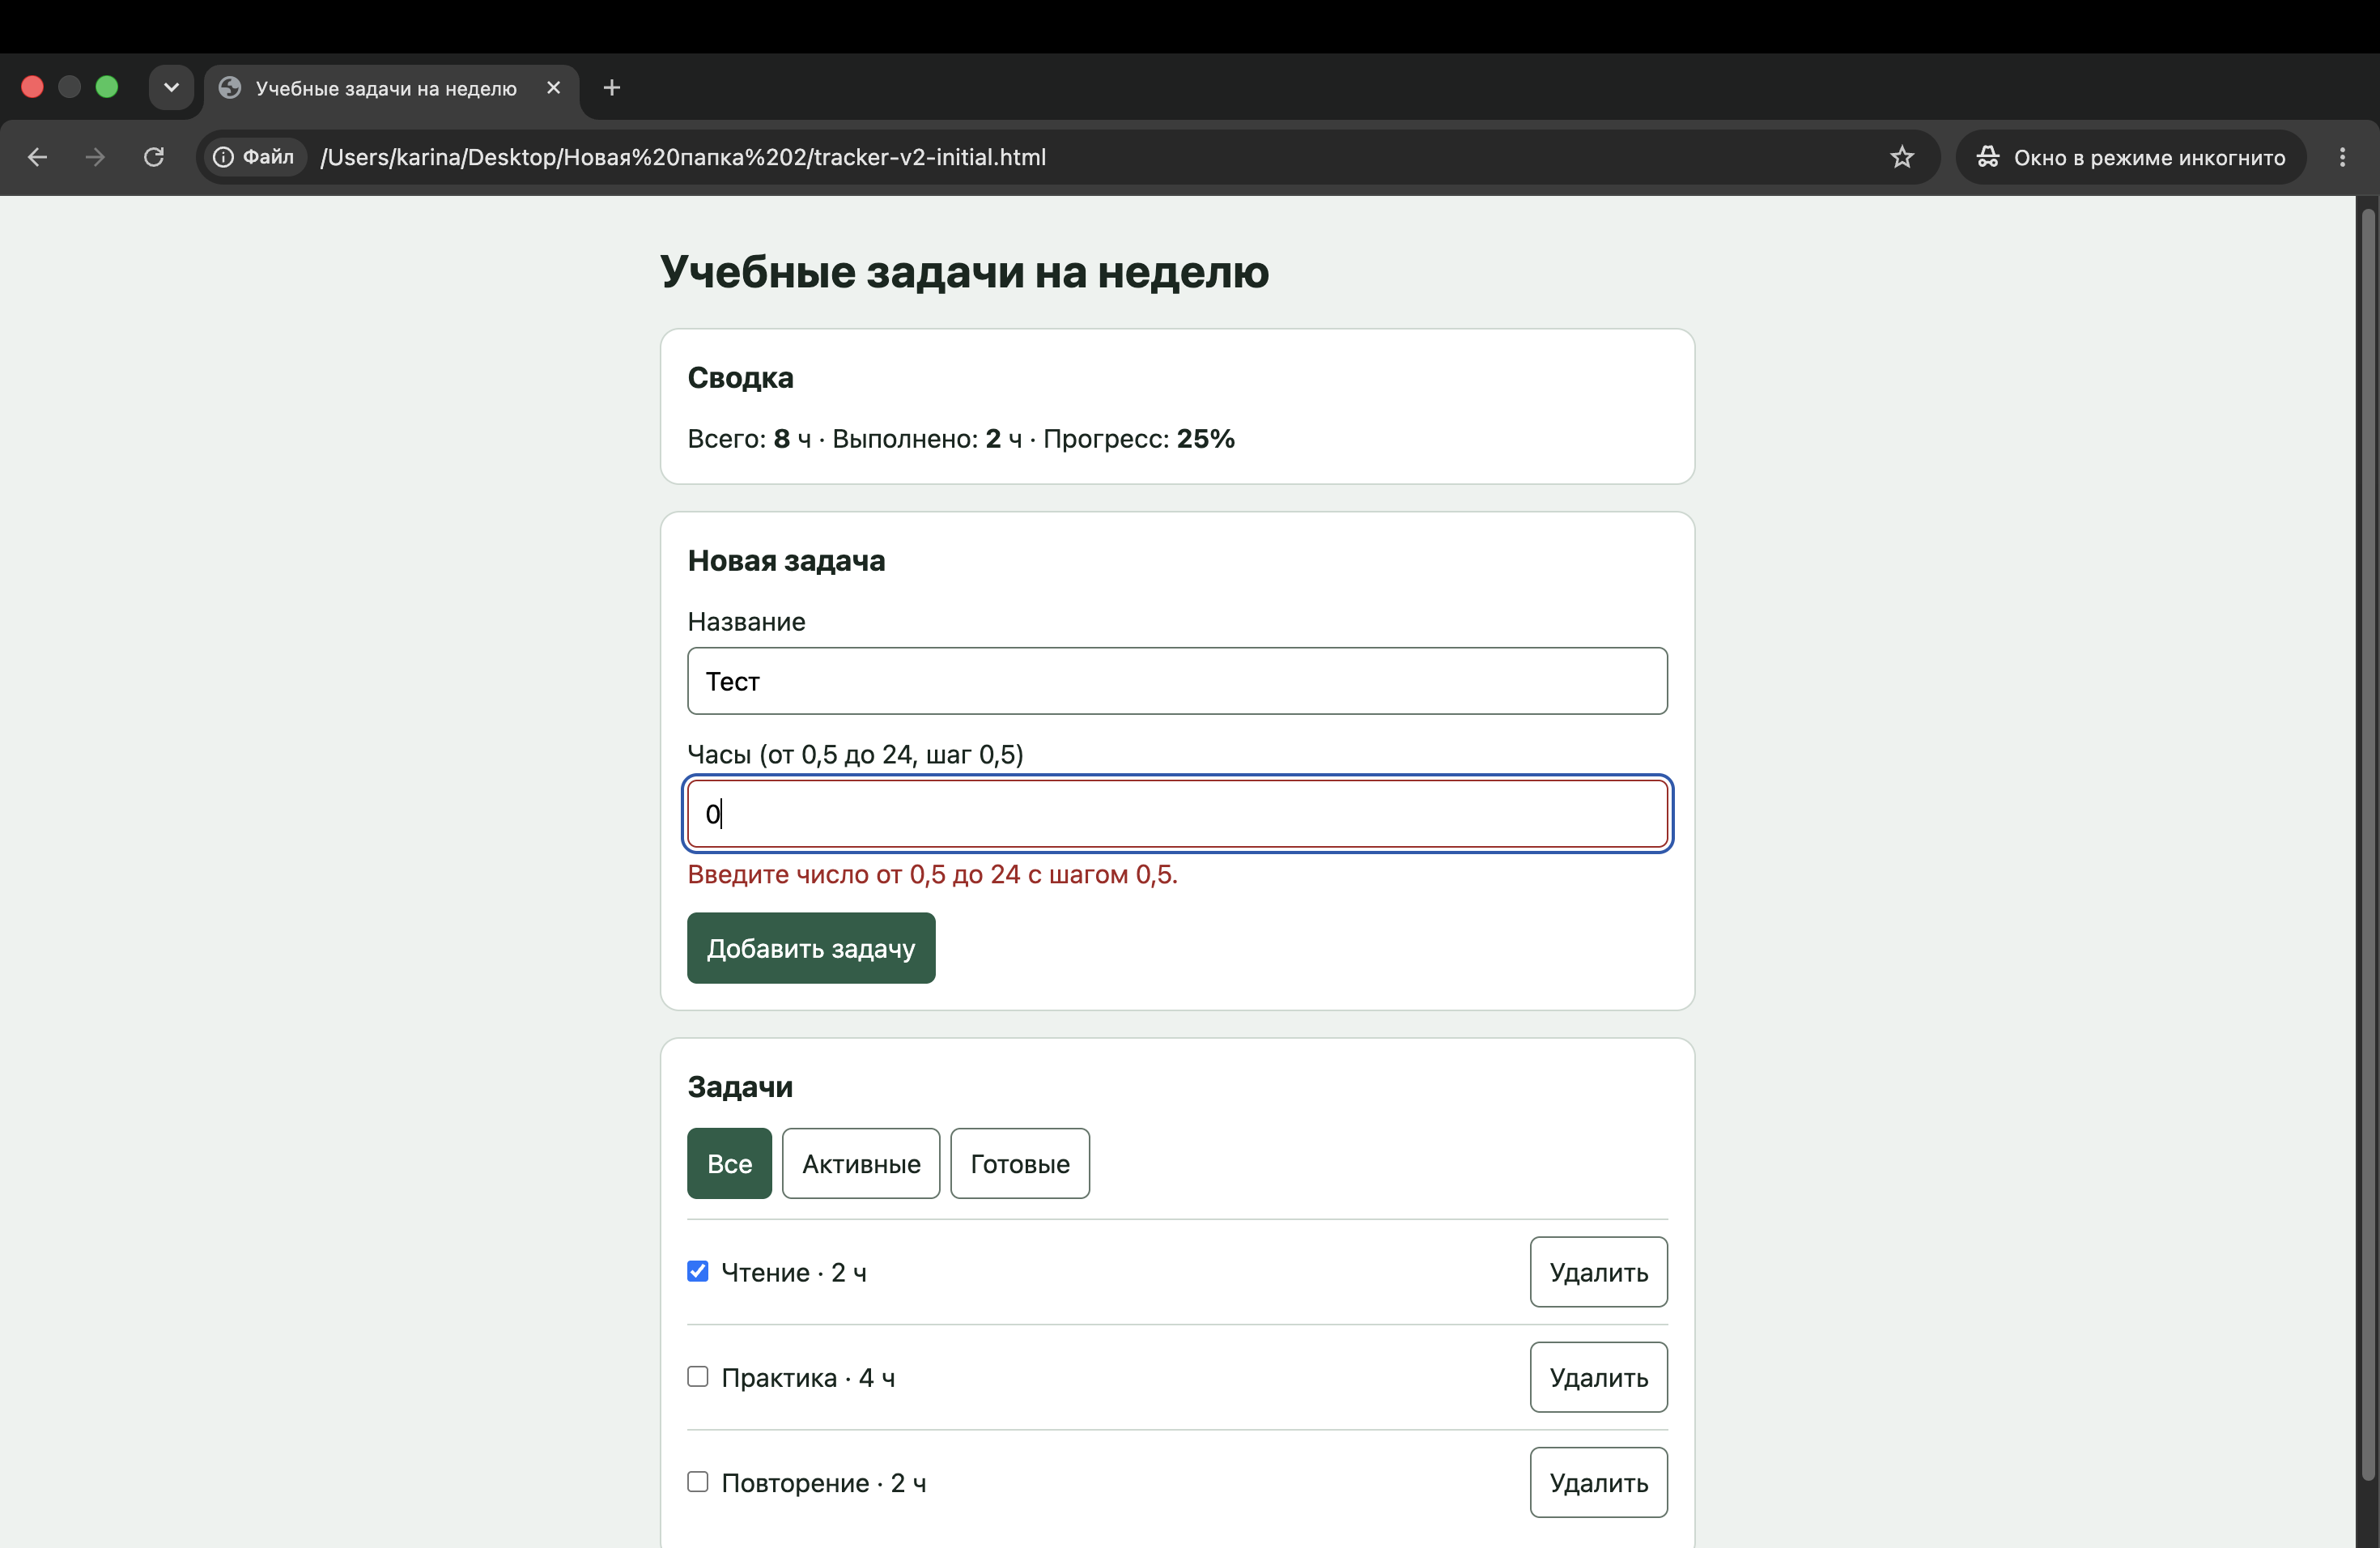 Учебные задачи на неделю
Файл /Users/karina/Desktop/Новая%20папка%202/tracker-v2-initial.html Окно в режиме инкогнито
Учебные задачи на неделю
Сводка
Всего: 8 ч · Выполнено: 2 ч · Прогресс: 25%
Новая задача
Название
Тест
Часы (от 0,5 до 24, шаг 0,5)
0
Введите число от 0,5 до 24 с шагом 0,5.
Добавить задачу
Задачи
Все Активные Готовые
Чтение · 2 ч Удалить
Практика · 4 ч Удалить
Повторение · 2 ч Удалить